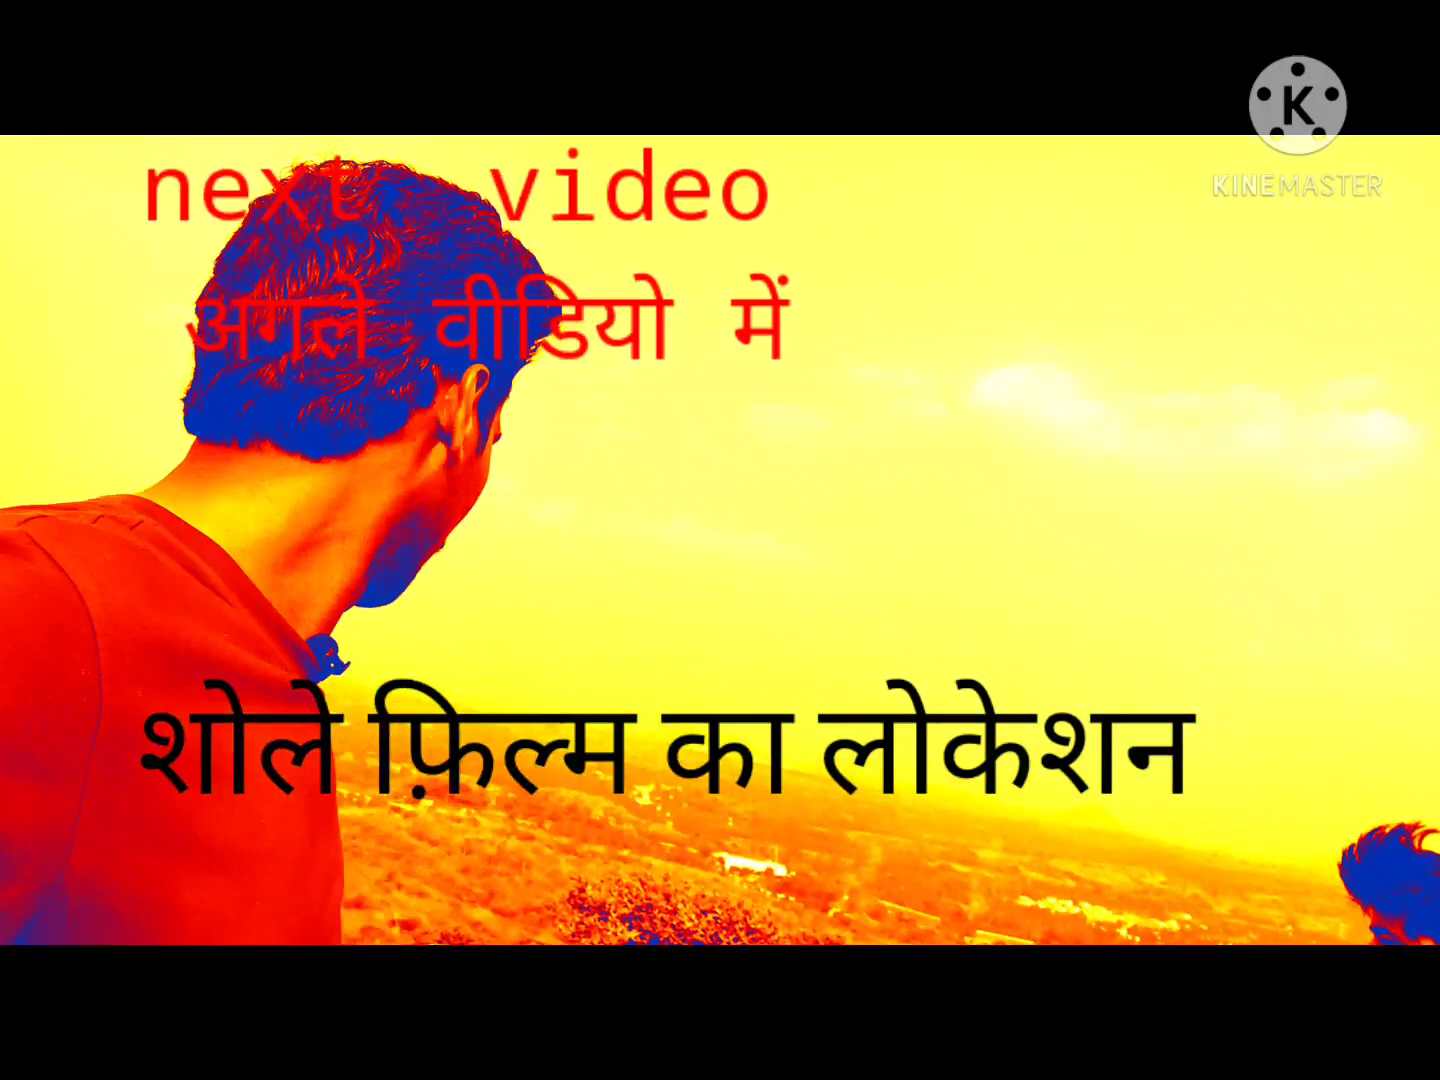 K
KINEMASTER
next video
अगले वीडियो में
शोले फ़िल्म का लोकेशन